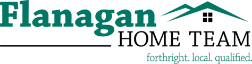 Flanagan
HOME TEAM
forthright. local. qualified.